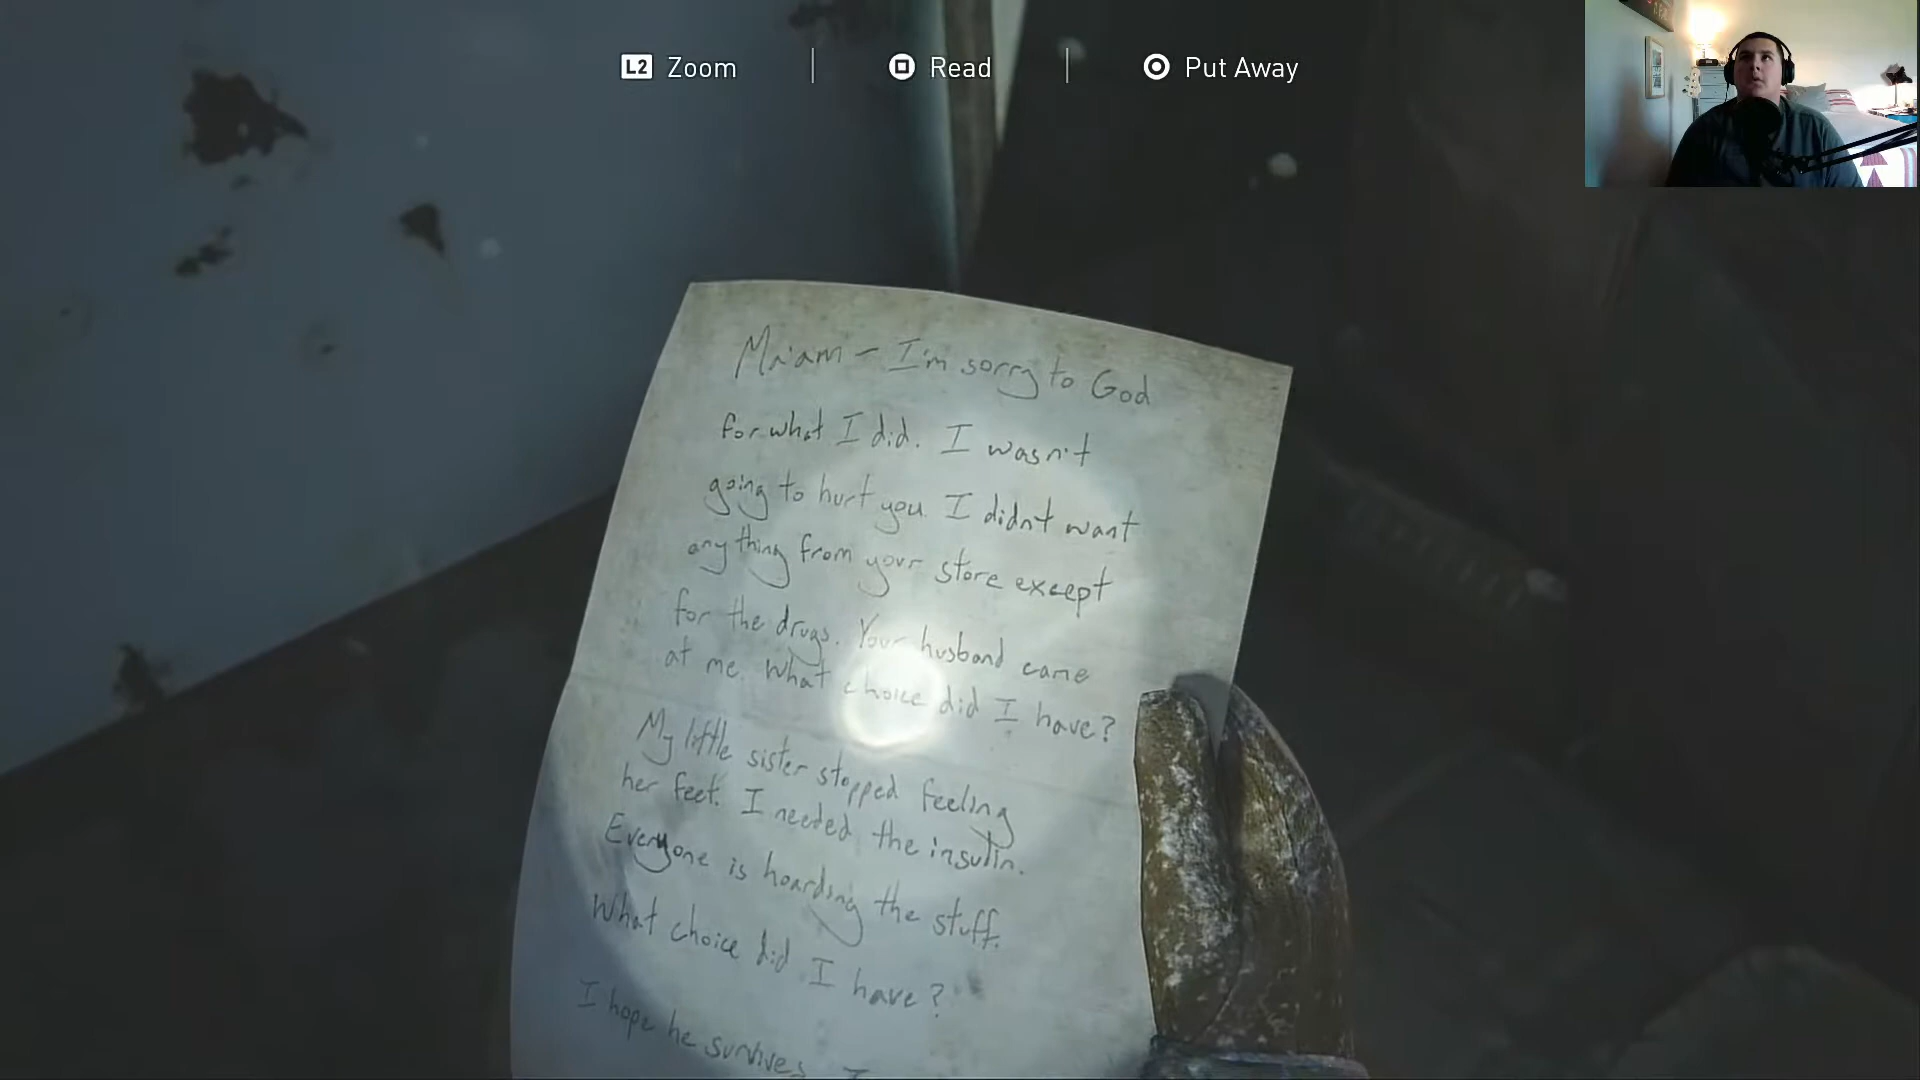 L2 Zoom | Read | Put Away
Ma'am - I'm sorry to God
for what I did. I wasn't
going to hurt you. I didn't want
anything from your store except
for the drugs. Your husband came
at me. What choice did I have?
My little sister stopped feeling
her feet. I needed the insulin.
Everyone is hoarding the stuff.
What choice did I have?
I hope he survives. I